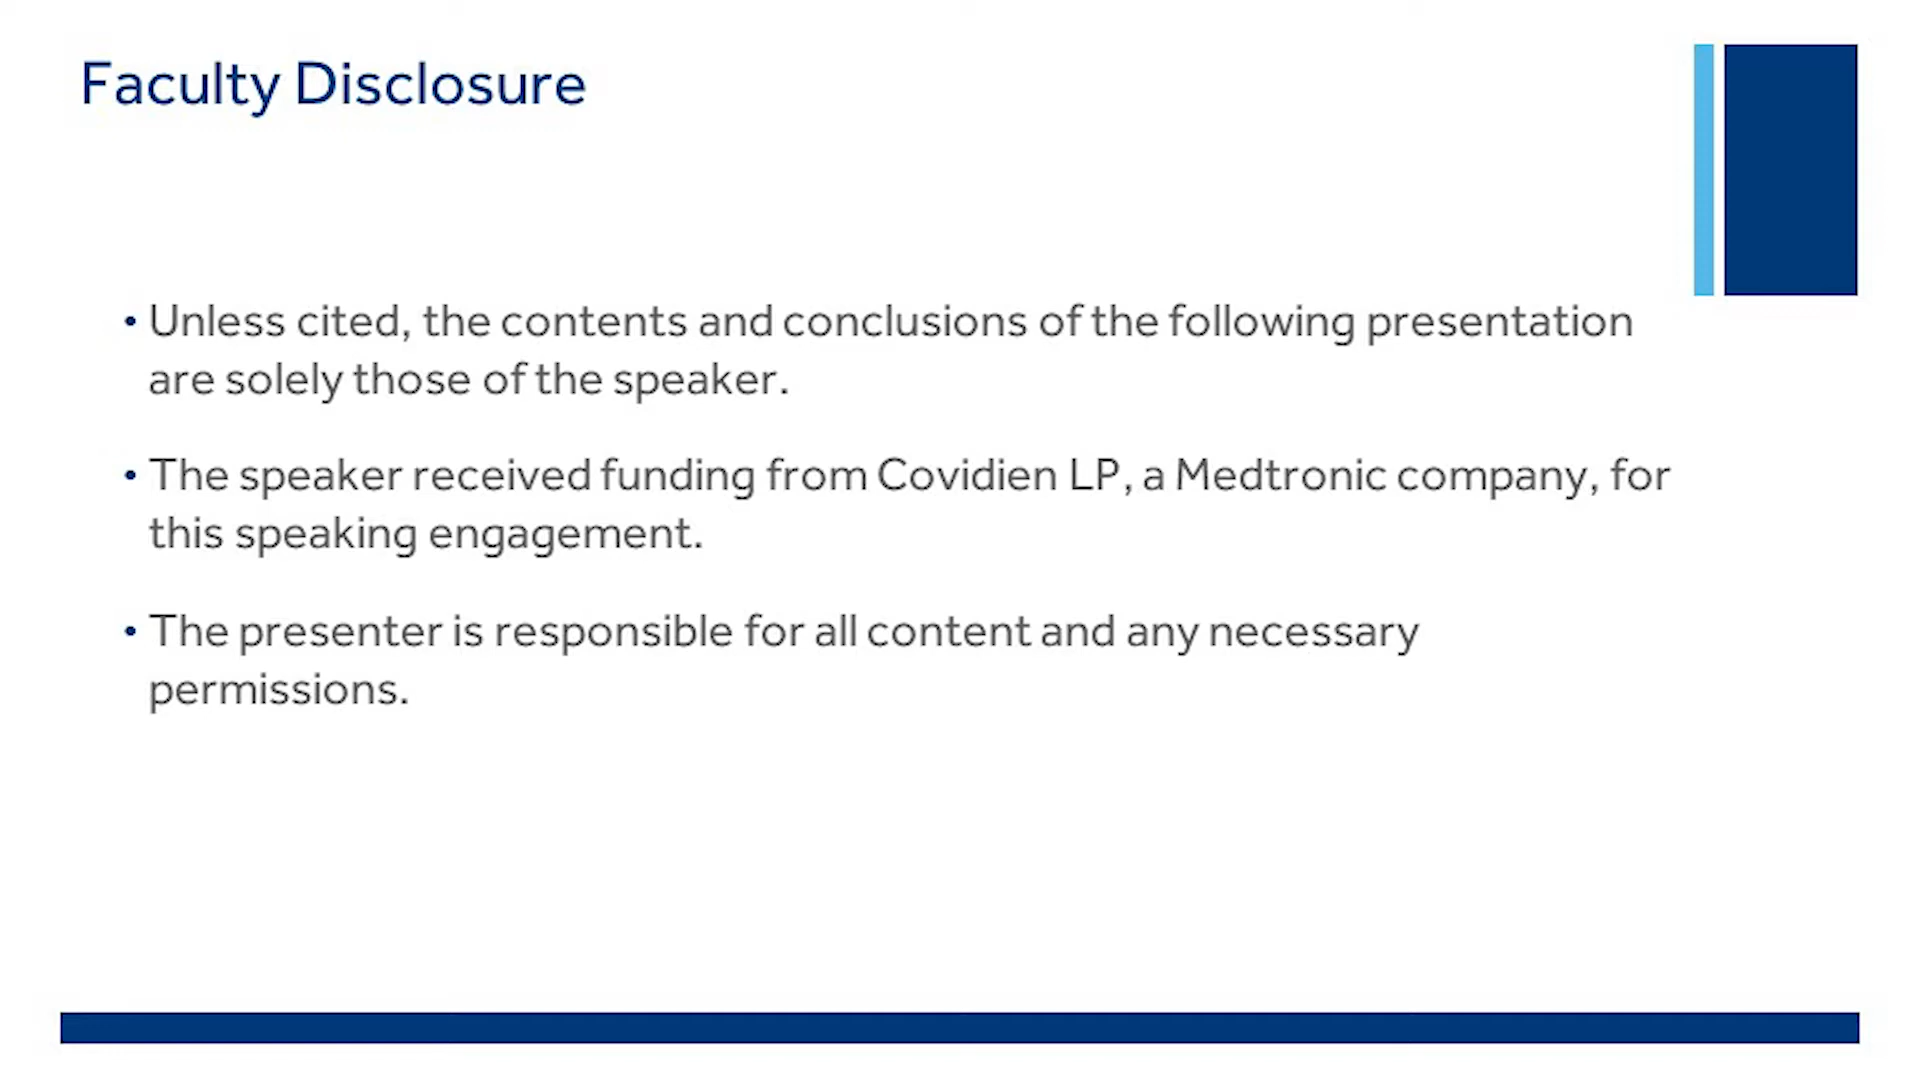 Faculty Disclosure
• Unless cited, the contents and conclusions of the following presentation
are solely those of the speaker.
• The speaker received funding from Covidien LP, a Medtronic company, for
this speaking engagement.
• The presenter is responsible for all content and any necessary
permissions.